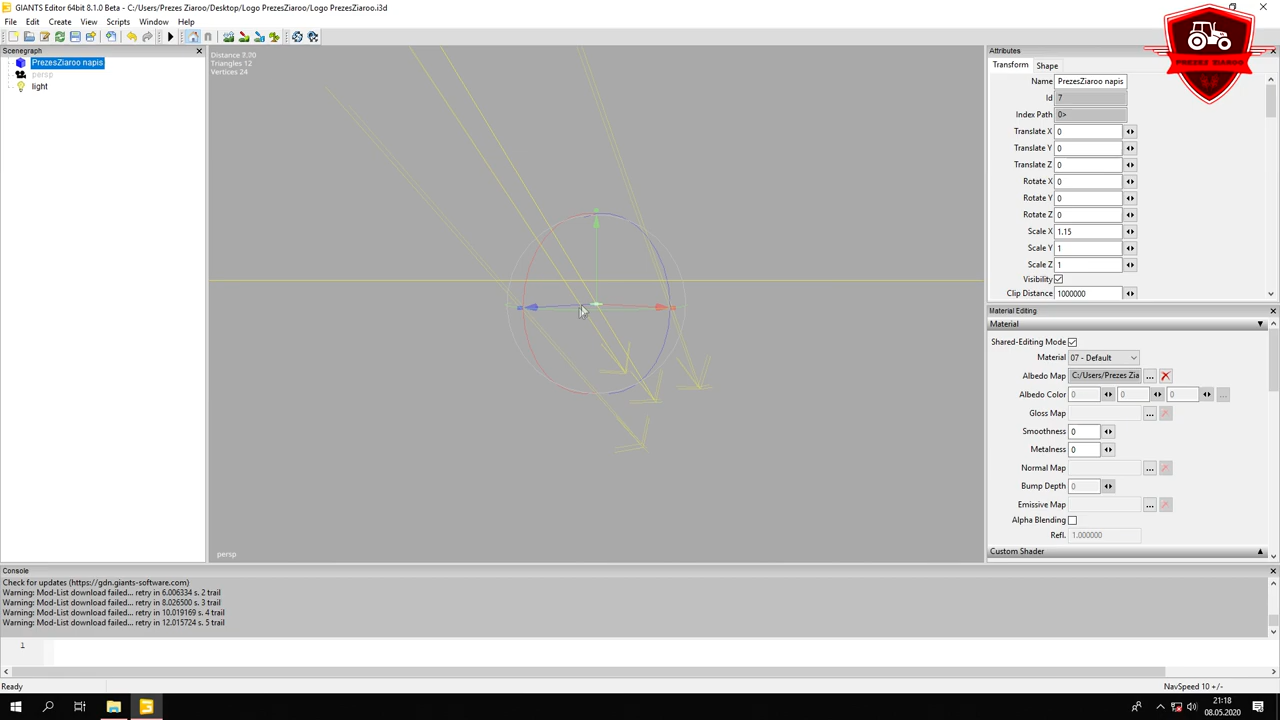 GIANTS Editor 64bit 8.1.0 Beta - C:/Users/Prezes Ziaroo/Desktop/Logo PrezesZiaroo/Logo PrezesZiaroo.i3d
File Edit Create View Scripts Window Help
Scenegraph
PrezesZiaroo napis
persp
light
Distance 7.20
Triangles 12
Vertices 24
persp
PREZES ZIAROO
Attributes
Transform Shape
Name PrezesZiaroo napis
Id 7
Index Path 0>
Translate X 0
Translate Y 0
Translate Z 0
Rotate X 0
Rotate Y 0
Rotate Z 0
Scale X 1.15
Scale Y 1
Scale Z 1
Visibility
Clip Distance 1000000
Material Editing
Material
Shared-Editing Mode
Material 07 - Default
Albedo Map C:/Users/Prezes Zia ...
Albedo Color 0 0 0 ...
Gloss Map ...
Smoothness 0
Metalness 0
Normal Map ...
Bump Depth 0
Emissive Map ...
Alpha Blending
Refl. 1.000000
Custom Shader
Console
Check for updates (https://gdn.giants-software.com)
Warning: Mod-List download failed... retry in 6.006334 s. 2 trail
Warning: Mod-List download failed... retry in 8.026500 s. 3 trail
Warning: Mod-List download failed... retry in 10.019169 s. 4 trail
Warning: Mod-List download failed... retry in 12.015724 s. 5 trail
1
Ready
NavSpeed 10 +/-
21:18
08.05.2020